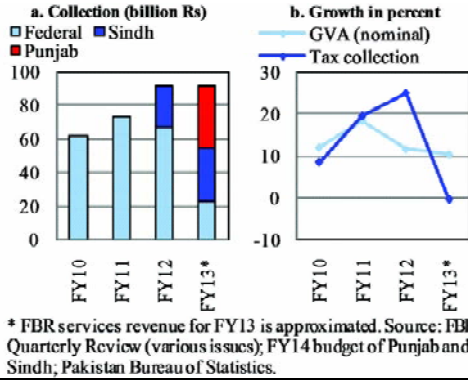 a. Collection (billion Rs)
Federal Sindh
Punjab
100
80
60
40
20
0
FY10
FY11
FY12
FY13*
b. Growth in percent
GVA (nominal)
Tax collection
30
20
10
0
-10
FY10
FY11
FY12
FY13*
* FBR services revenue for FY13 is approximated. Source: FBI
Quarterly Review (various issues); FY14 budget of Punjab and
Sindh; Pakistan Bureau of Statistics.